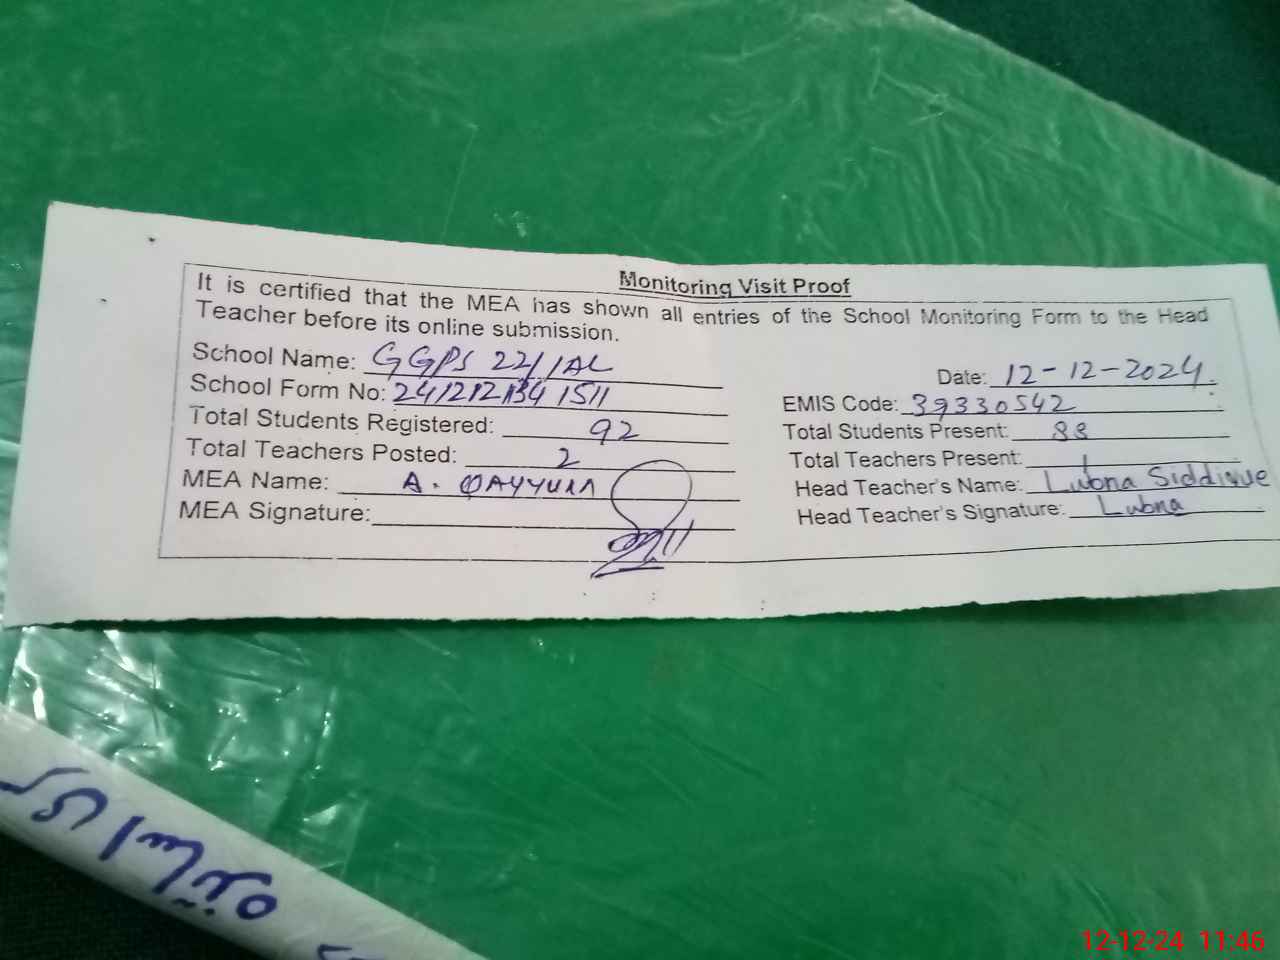 Monitoring Visit Proof
It is certified that the MEA has shown all entries of the School Monitoring Form to the Head
Teacher before its online submission.
School Name: GGPS 22/1AL
Date: 12-12-2024.
School Form No: 241212134 1511
EMIS Code: 39330542
Total Students Registered: 92
Total Students Present: 88
Total Teachers Posted: 2
Total Teachers Present: 1
MEA Name: A. QAYYUM
Head Teacher's Name: Lubna Siddique
MEA Signature:
Head Teacher's Signature: Lubna
12-12-24 11:46